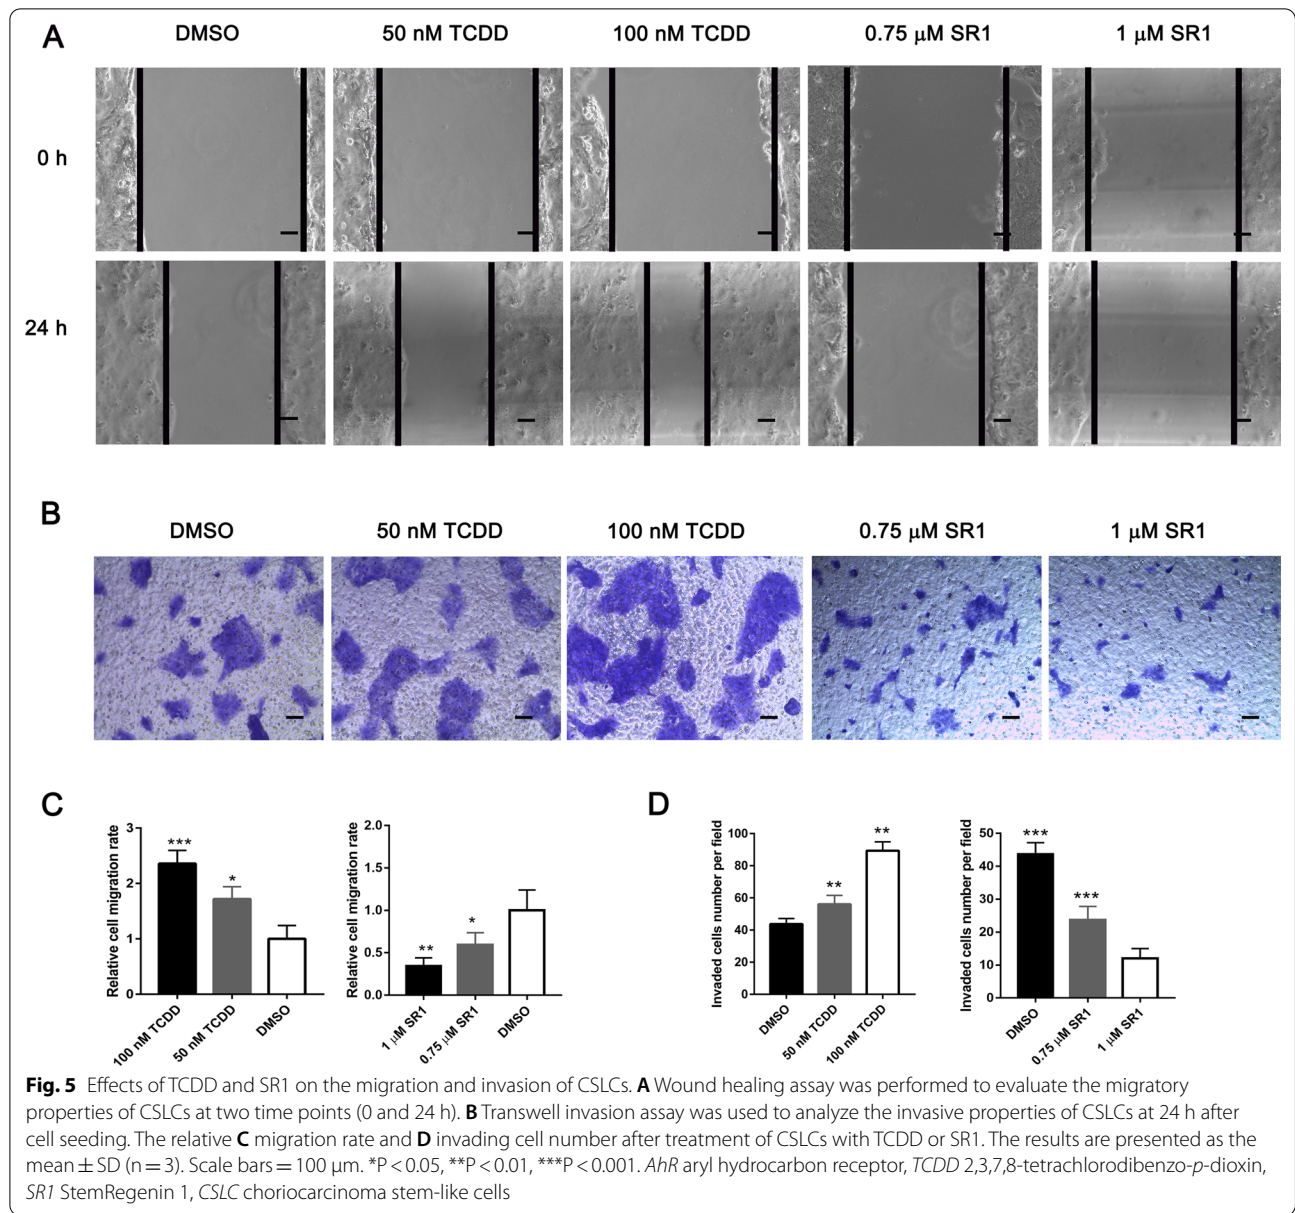 A
DMSO 50 nM TCDD 100 nM TCDD 0.75 μM SR1 1 μM SR1
0 h
24 h
B
DMSO 50 nM TCDD 100 nM TCDD 0.75 μM SR1 1 μM SR1
C
Relative cell migration rate
3
2
1
0
***
*
100 nM TCDD
50 nM TCDD
DMSO
Relative cell migration rate
2.0
1.5
1.0
0.5
0.0
**
*
1 μM SR1
0.75 μM SR1
DMSO
D
Invaded cells number per field
100
80
60
40
20
0
**
**
DMSO
50 nM TCDD
100 nM TCDD
Invaded cells number per field
50
40
30
20
10
0
***
***
DMSO
0.75 μM SR1
1 μM SR1
Fig. 5 Effects of TCDD and SR1 on the migration and invasion of CSLCs. A Wound healing assay was performed to evaluate the migratory
properties of CSLCs at two time points (0 and 24 h). B Transwell invasion assay was used to analyze the invasive properties of CSLCs at 24 h after
cell seeding. The relative C migration rate and D invading cell number after treatment of CSLCs with TCDD or SR1. The results are presented as the
mean ± SD (n = 3). Scale bars = 100 μm. *P < 0.05, **P < 0.01, ***P < 0.001. AhR aryl hydrocarbon receptor, TCDD 2,3,7,8-tetrachlorodibenzo-p-dioxin,
SR1 StemRegenin 1, CSLC choriocarcinoma stem-like cells